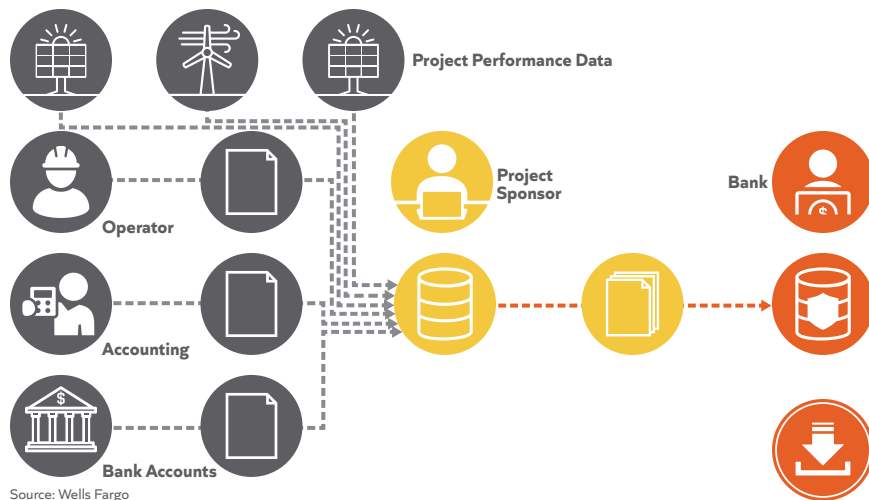 Project Performance Data
Project
Sponsor
Bank
Operator
$
Accounting
$
Bank Accounts
Source: Wells Fargo